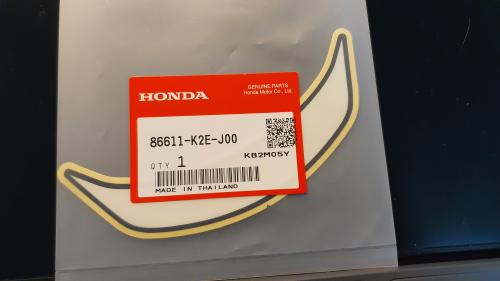 HONDA
GENUINE PARTS
Honda Motor Co., Ltd.
86611-K2E-J00
QTY 1
KB2M05Y
MADE IN THAILAND